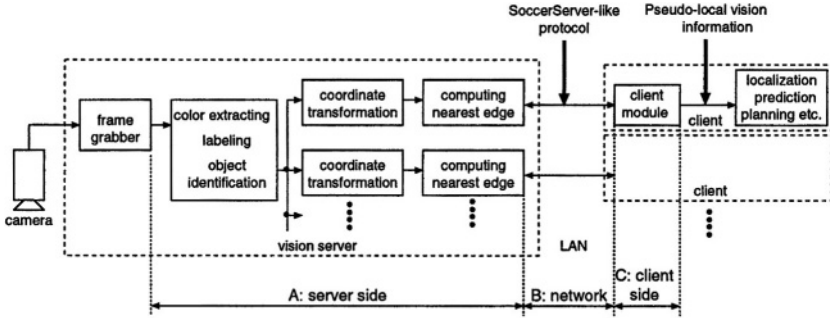 SoccerServer-like
protocol
Pseudo-local vision
information
frame
grabber
color extracting
labeling
object
identification
coordinate
transformation
computing
nearest edge
client
module
client
localization
prediction
planning etc.
coordinate
transformation
computing
nearest edge
client
camera
vision server
LAN
A: server side
B: network
C: client
side